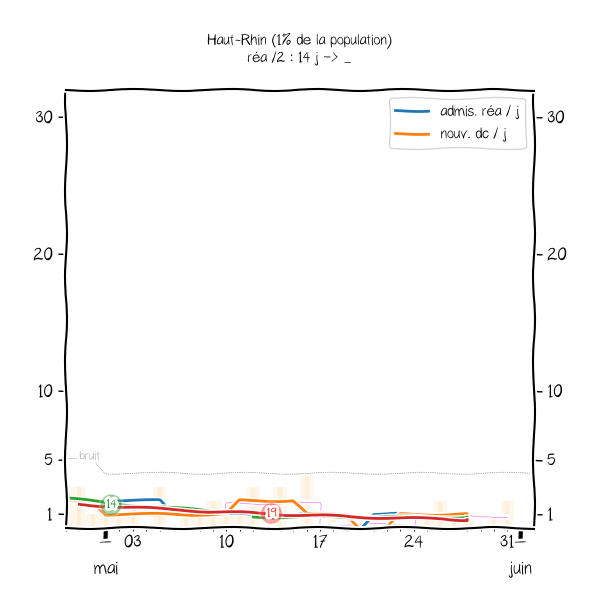 Haut-Rhin (1% de la population)
réa /2 : 14 j -> _
admis. réa / j
nouv. dc / j
30
30
20
20
10
10
5
bruit
5
14
19
1
1
03
10
17
24
31
mai
juin